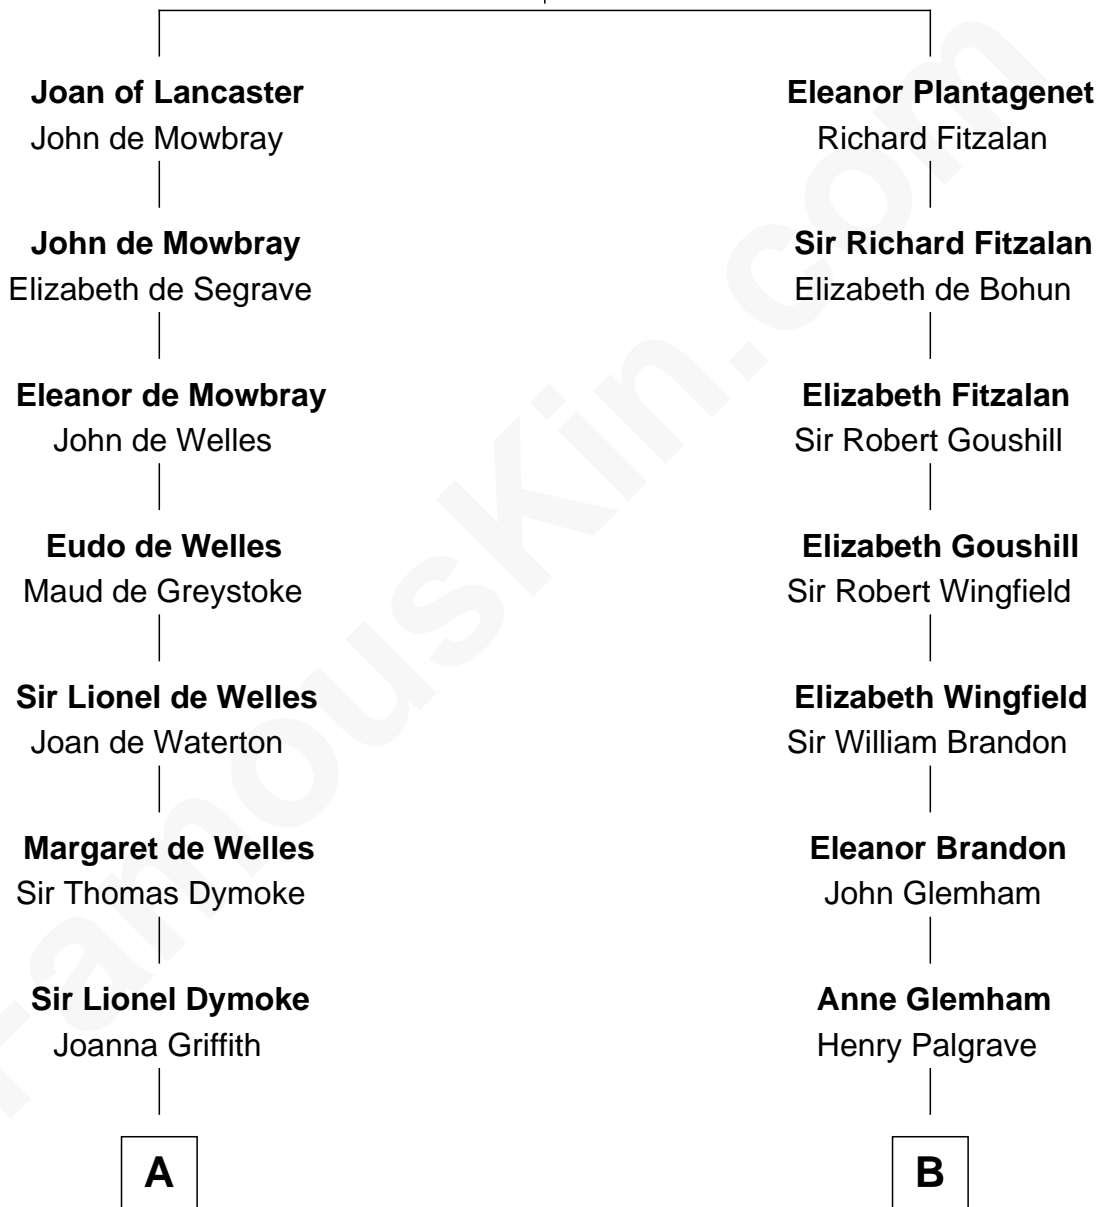 Joan of Lancaster
John de Mowbray
John de Mowbray
Elizabeth de Segrave
Eleanor de Mowbray
John de Welles
Eudo de Welles
Maud de Greystoke
Sir Lionel de Welles
Joan de Waterton
Margaret de Welles
Sir Thomas Dymoke
Sir Lionel Dymoke
Joanna Griffith
A
Eleanor Plantagenet
Richard Fitzalan
Sir Richard Fitzalan
Elizabeth de Bohun
Elizabeth Fitzalan
Sir Robert Goushill
Elizabeth Goushill
Sir Robert Wingfield
Elizabeth Wingfield
Sir William Brandon
Eleanor Brandon
John Glemham
Anne Glemham
Henry Palgrave
B
FamousKin.com